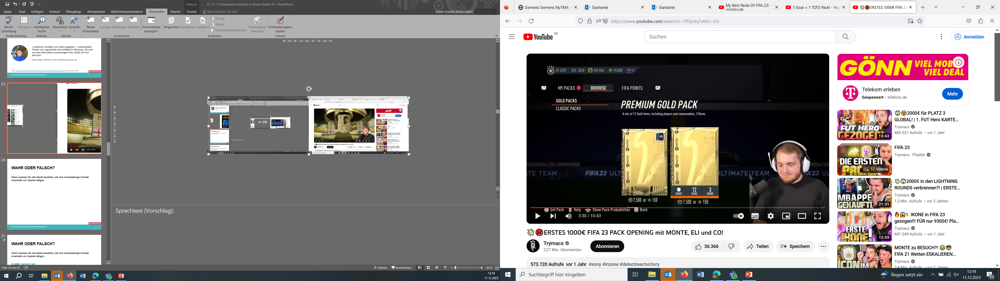 23-12-11_Präsentation_Modul-In-Game-Käufe_V4 - PowerPoint
Bildtools
Datei Start Einfügen Entwurf Übergänge Animationen Bildschirmpräsentation Überprüfen Ansicht Format Was möchten Sie tun?
Adam-Gutsch, Dörte (vzbv)
Recht-schreibung Thesaurus Intelligente Suche Übersetzen Sprache Neuer Kommentar Löschen Vorheriger Nächster Kommentare anzeigen
Vergleichen Annehmen Ablehnen Zurück Weiter Überarbeitungsbereich Bearbeitung beenden Freihandeingabe starten
Rechtschreibung Einblicke Sprache Kommentare Vergleichen Freihand
12 9 6 3 0 3 6 9 12
„Lootboxen verleiten zum Geld ausgeben – insbesondere
Kinder und Jugendliche sind anfällig für Werbung. Sie sind
sich der finanziellen Auswirkungen ihrer Käufe oft nicht
bewusst."
23
24
WAHR ODER FALSCH?
Eltern müssen für alle Käufe bezahlen, die ihre minderjährigen Kinder
innerhalb von Spielen tätigen.
25
WAHR ODER FALSCH?
Eltern müssen für alle Käufe bezahlen, die ihre minderjährigen Kinder
innerhalb von Spielen tätigen.
KOMMT DARAUF AN!
Sprechtext (Vorschlag):
Folie 23 von 47
Notizen Kommentare 20 %
13:19
11.12.2023
Siemens Siemens MyTMA -
Startseite
Startseite
My Best Packs Of FIFA 23! -
WIEDERGABE
1 Goal = 1 TOTS Pack! - You
ERSTES 1000€ FIFA 23
https://www.youtube.com/watch?v=7lf5jmhjTvI&t=23s
YouTube DE
Suchen
Anmelden
FC LOST EST. 2020 101,966 92,850 0
L1 MY PACKS 3 BROWSE FIFA POINTS R1
GOLD PACKS
CLASSIC PACKS
PREMIUM GOLD PACK
A mix of 12 Gold items, including players and consumables, 3 Rares.
MIXED 12 ITEMS 3 RARES
7,500 or 150
7,500 or 150
Get Pack Help Show Pack Probabilities Back
3:30 / 10:43
💸🥵ERSTES 1000€ FIFA 23 PACK OPENING mit MONTE, ELI und CO!
Trymacs
2,27 Mio. Abonnenten
Abonnieren
36.366
Teilen
Speichern
573.720 Aufrufe vor 1 Jahr #sony #inzone #detectreactvictory
GÖNN VIEL MOB
VIEL DEAL
Telekom erleben
Gesponsert · telekom.de
Mehr
FUT HERO
GEZOGEN!
13:43
😨😵2000€ für PLATZ 3
GLOBAL! | 1. FUT Hero KARTE...
Trymacs
485.521 Aufrufe • vor 1 Jahr
DIE ERSTEN
17 Videos
FIFA 23
Trymacs · Playlist
MBAPPE
GEKAUFT!
21:31
💸😨2000€ in den LIGHTNING
ROUNDS verbrennen?! | ERSTE...
Trymacs
1,3 Mio. Aufrufe • vor 2 Jahren
ERSTE
IKONE!
12:59
🔥😱1. IKONE in FIFA 23
gezogen!!! FÜR nur 9300€! Pla...
Trymacs
681.549 Aufrufe • vor 1 Jahr
ICON IM
MONTE zu BESUCH?! 😂😎
FIFA 21 Wetten ESKALIEREN...
Trymacs
2,4 Mio. Aufrufe • vor 2 Jahren
Suchbegriff hier eingeben
Regen setzt ein
13:19
11.12.2023
25